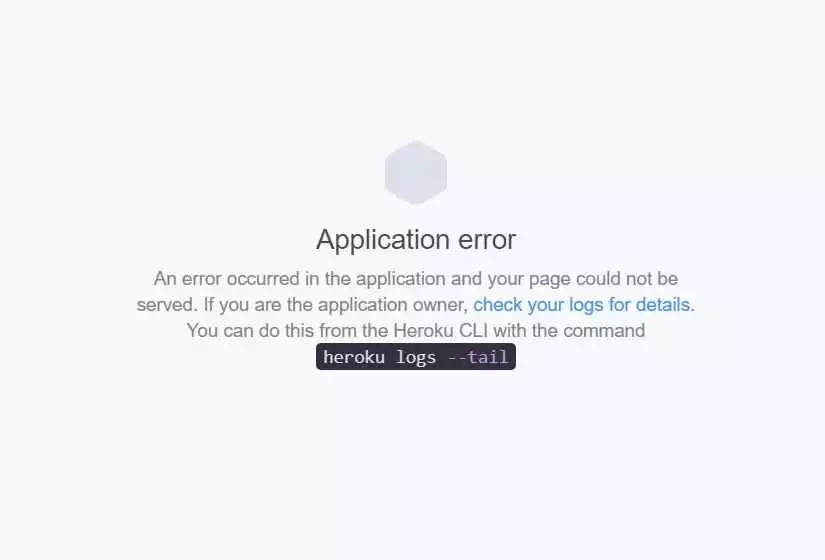 Application error
An error occurred in the application and your page could not be
served. If you are the application owner, check your logs for details.
You can do this from the Heroku CLI with the command
heroku logs --tail